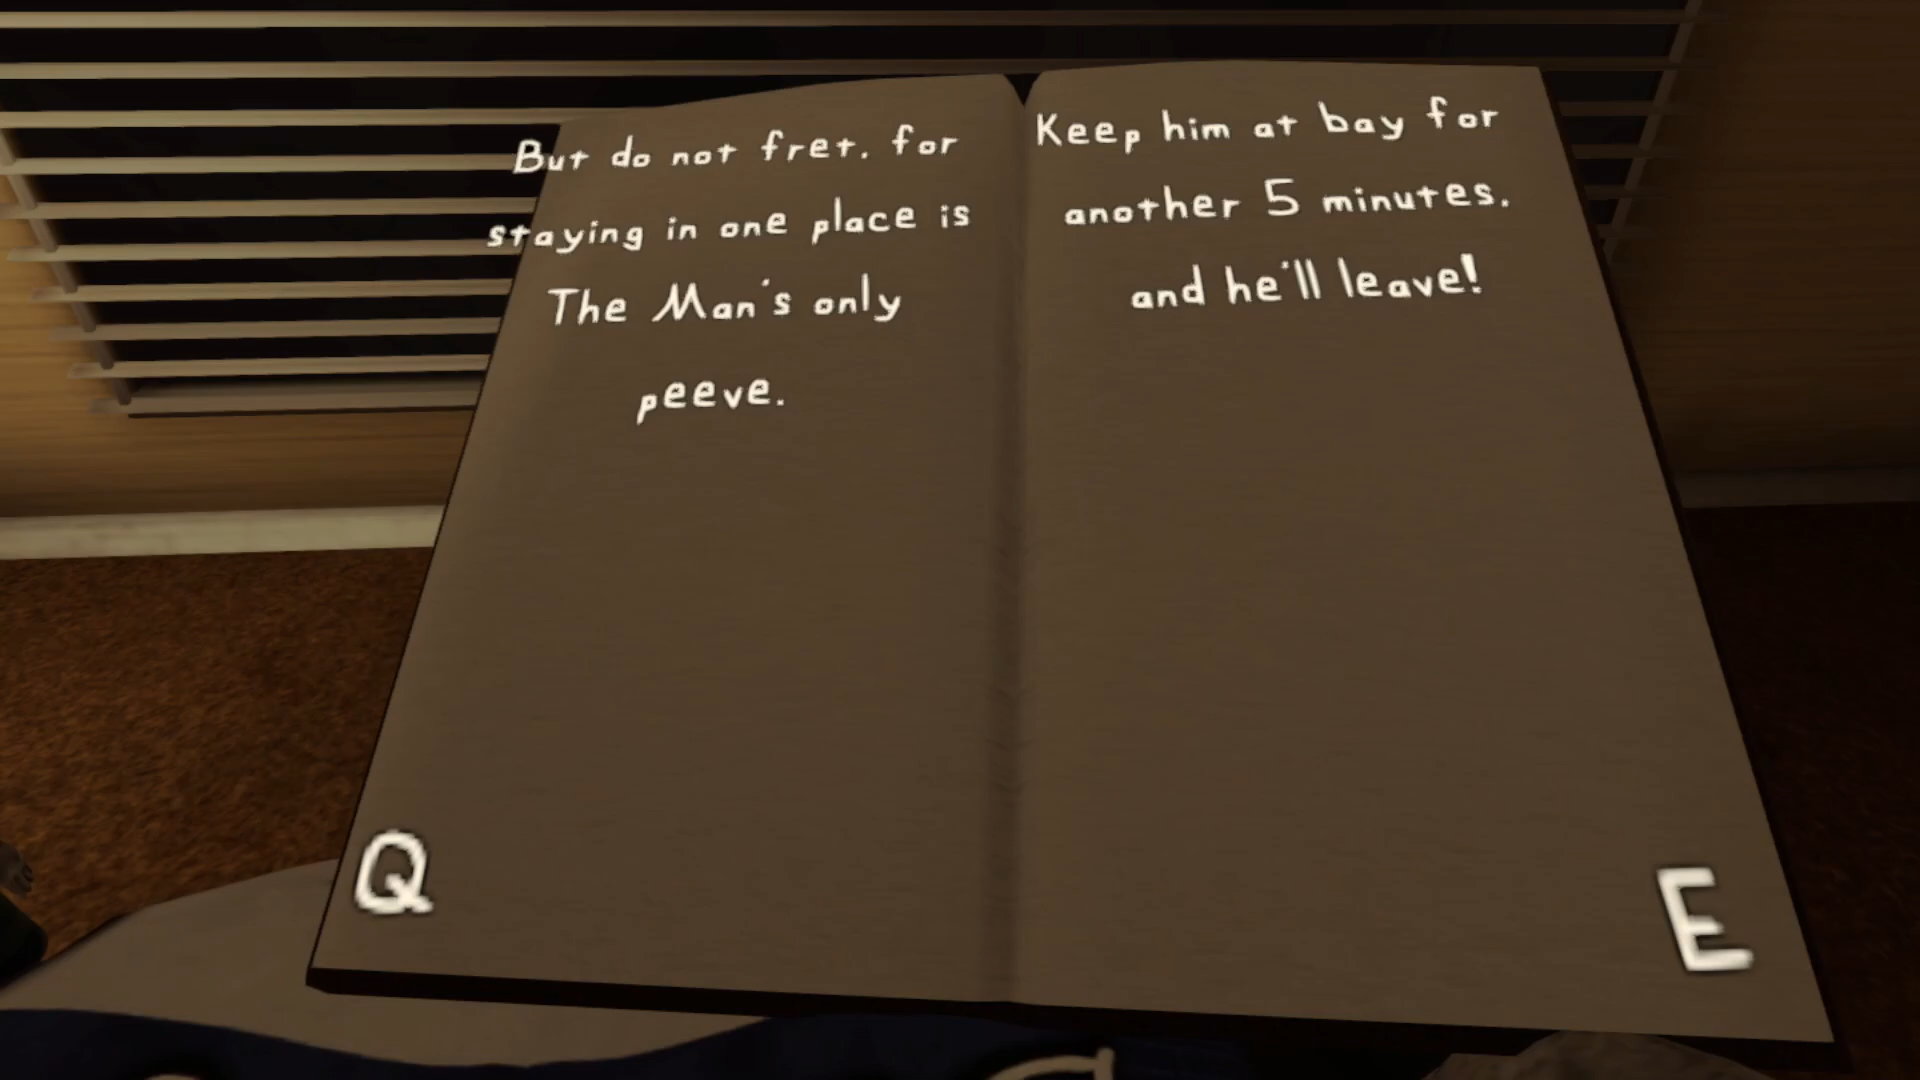 But do not fret, for
staying in one place is
The Man's only
peeve.
Keep him at bay for
another 5 minutes,
and he'll leave!
Q
E